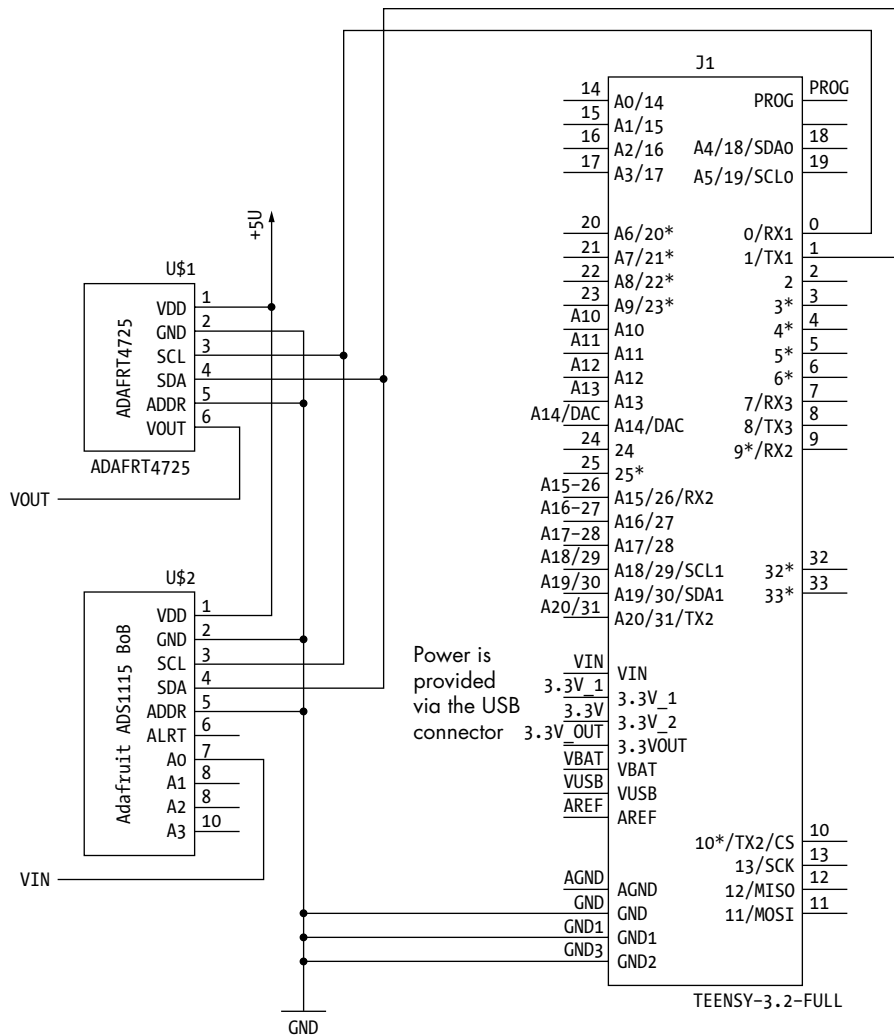 +5U
U$1
ADAFRT4725
VDD 1
GND 2
SCL 3
SDA 4
ADDR 5
VOUT 6
ADAFRT4725
VOUT
U$2
Adafruit ADS1115 BoB
VDD 1
GND 2
SCL 3
SDA 4
ADDR 5
ALRT 6
A0 7
A1 8
A2 8
A3 10
VIN
GND
Power is
provided
via the USB
connector
J1
14 A0/14
15 A1/15
16 A2/16
17 A3/17
20 A6/20*
21 A7/21*
22 A8/22*
23 A9/23*
A10 A10
A11 A11
A12 A12
A13 A13
A14/DAC A14/DAC
24 24
25 25*
A15-26 A15/26/RX2
A16-27 A16/27
A17-28 A17/28
A18/29 A18/29/SCL1
A19/30 A19/30/SDA1
A20/31 A20/31/TX2
VIN VIN
3.3V_1 3.3V_1
3.3V 3.3V_2
3.3V_OUT 3.3VOUT
VBAT VBAT
VUSB VUSB
AREF AREF
AGND AGND
GND GND
GND1 GND1
GND3 GND2
PROG PROG
A4/18/SDA0 18
A5/19/SCL0 19
0/RX1 0
1/TX1 1
2 2
3* 3
4* 4
5* 5
6* 6
7/RX3 7
8/TX3 8
9*/RX2 9
32* 32
33* 33
10*/TX2/CS 10
13/SCK 13
12/MISO 12
11/MOSI 11
TEENSY-3.2-FULL